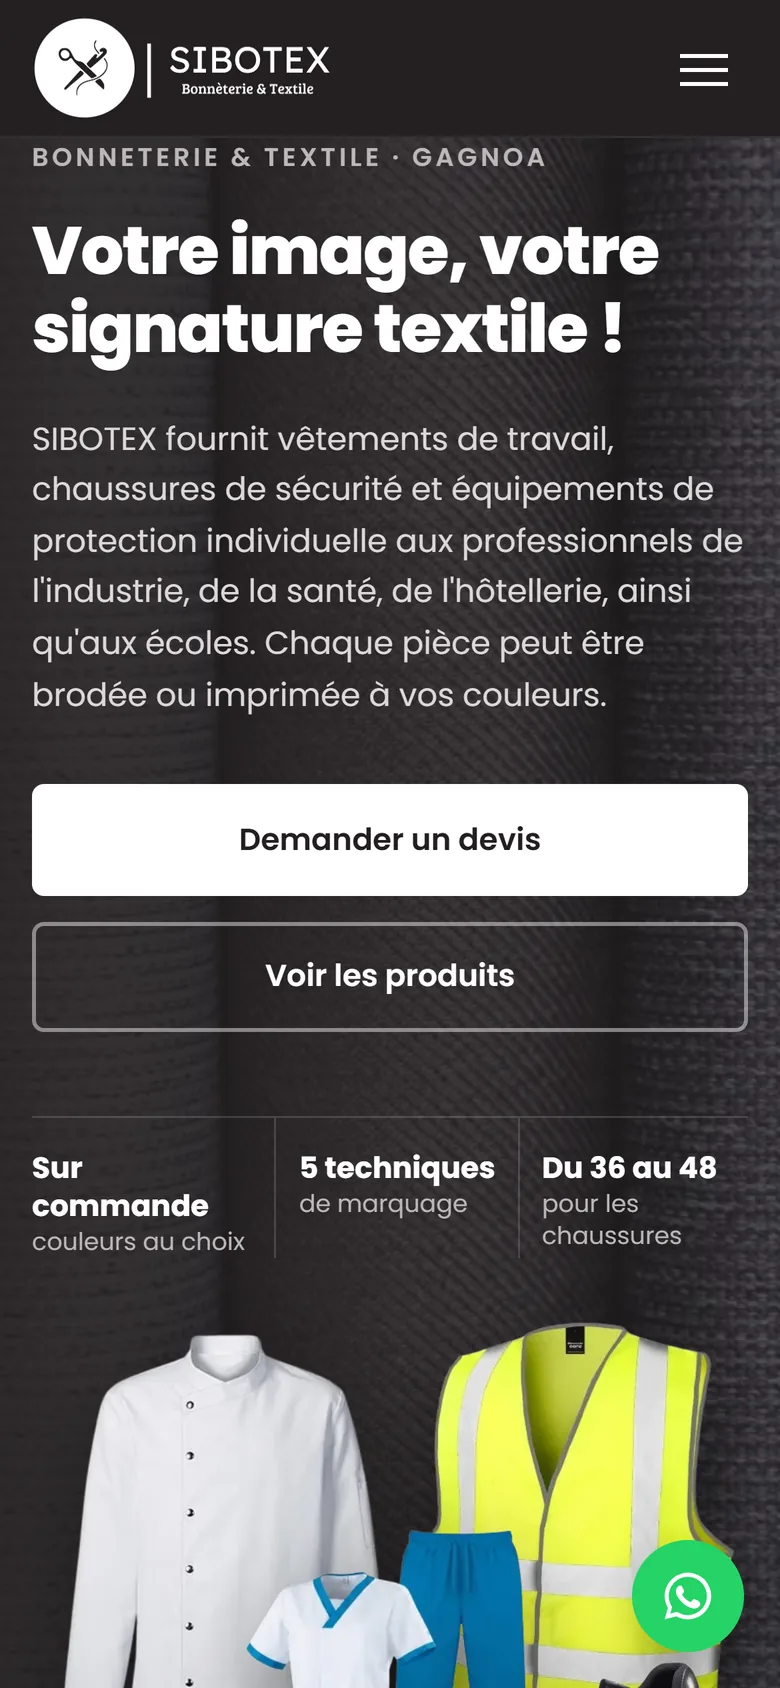 SIBOTEX
Bonnèterie & Textile
BONNETERIE & TEXTILE · GAGNOA
Votre image, votre
signature textile !
SIBOTEX fournit vêtements de travail,
chaussures de sécurité et équipements de
protection individuelle aux professionnels de
l'industrie, de la santé, de l'hôtellerie, ainsi
qu'aux écoles. Chaque pièce peut être
brodée ou imprimée à vos couleurs.
Demander un devis
Voir les produits
Sur
commande
couleurs au choix
5 techniques
de marquage
Du 36 au 48
pour les
chaussures